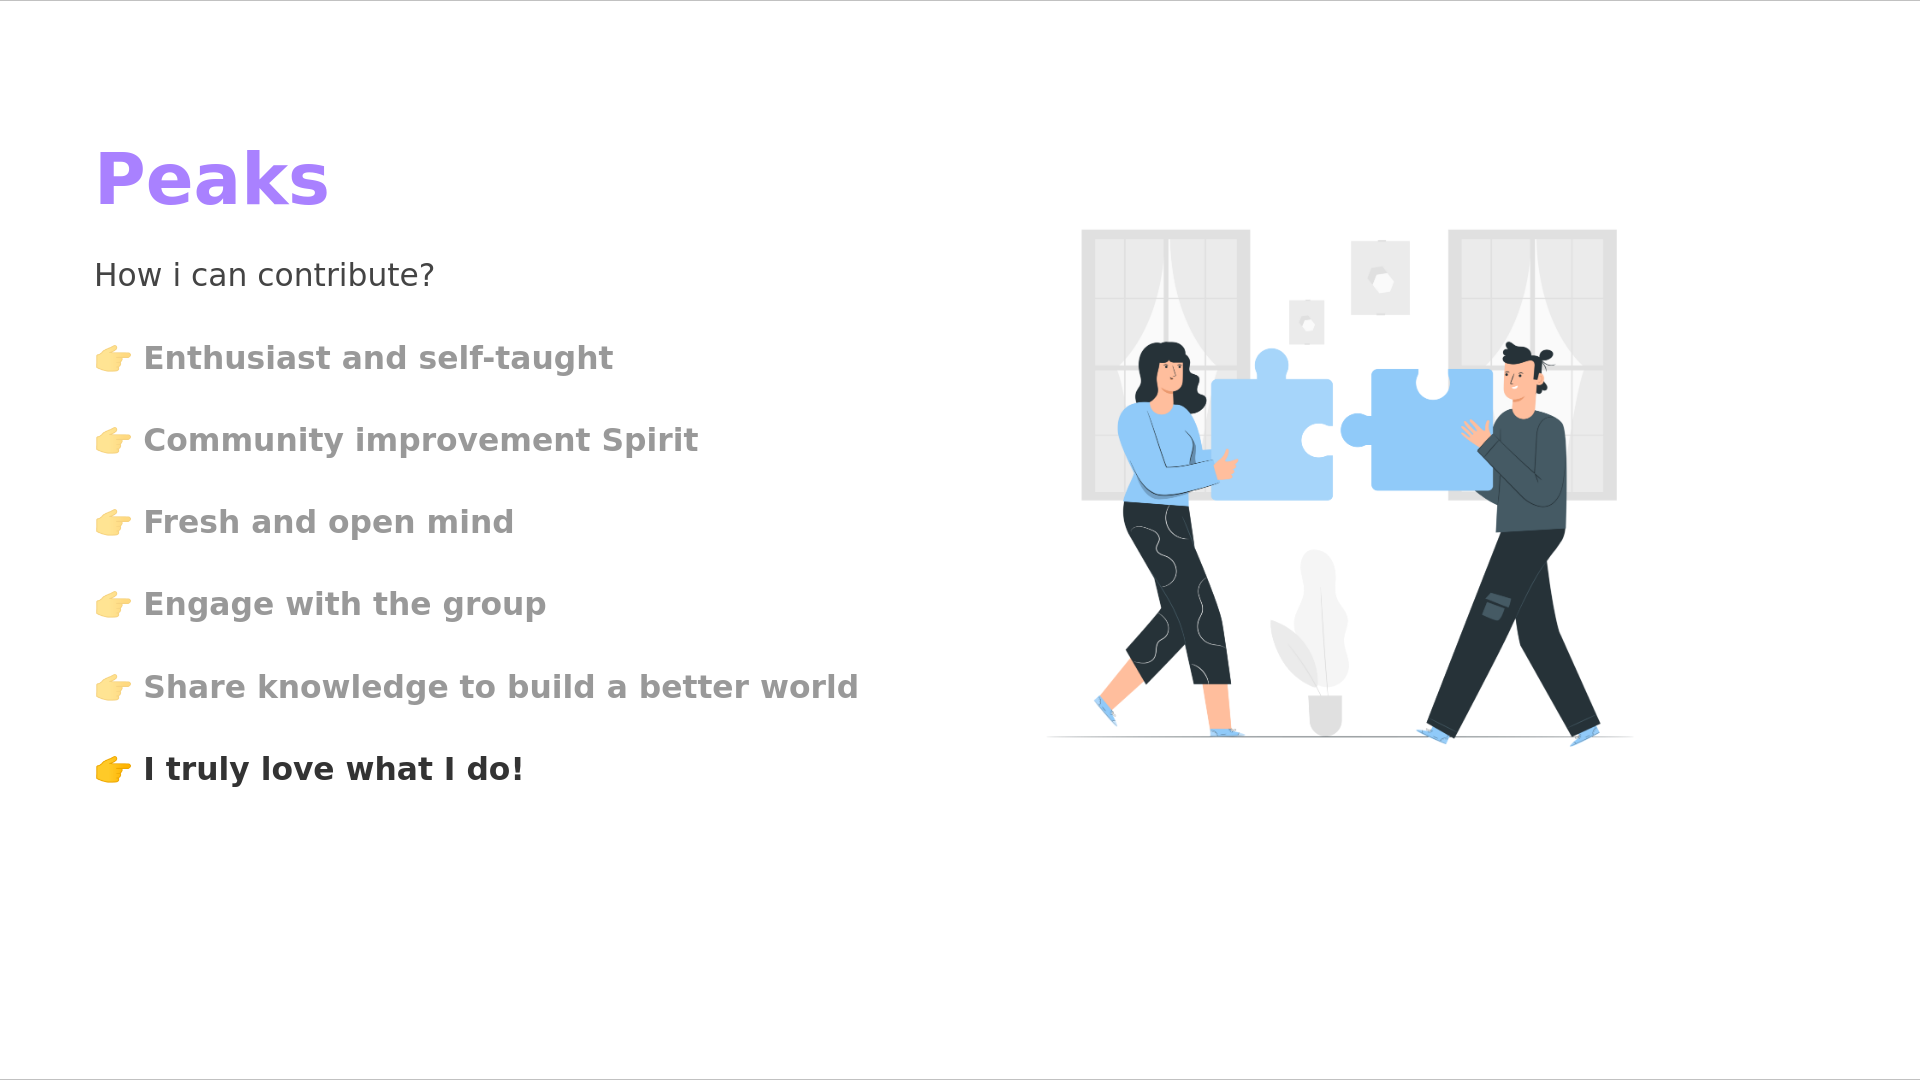 Peaks
How i can contribute?
👉 Enthusiast and self-taught
👉 Community improvement Spirit
👉 Fresh and open mind
👉 Engage with the group
👉 Share knowledge to build a better world
👉 I truly love what I do!